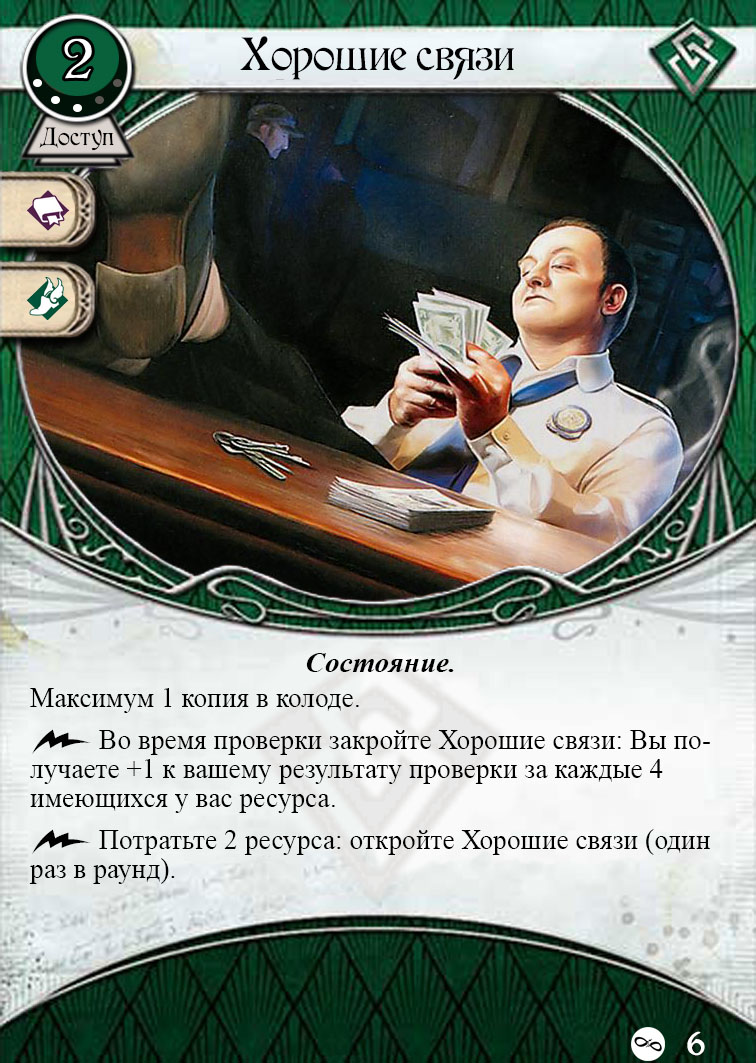 2
Хорошие связи
Доступ
Состояние.
Максимум 1 копия в колоде.
Во время проверки закройте Хорошие связи: Вы по-
лучаете +1 к вашему результату проверки за каждые 4
имеющихся у вас ресурса.
Потратьте 2 ресурса: откройте Хорошие связи (один
раз в раунд).
6